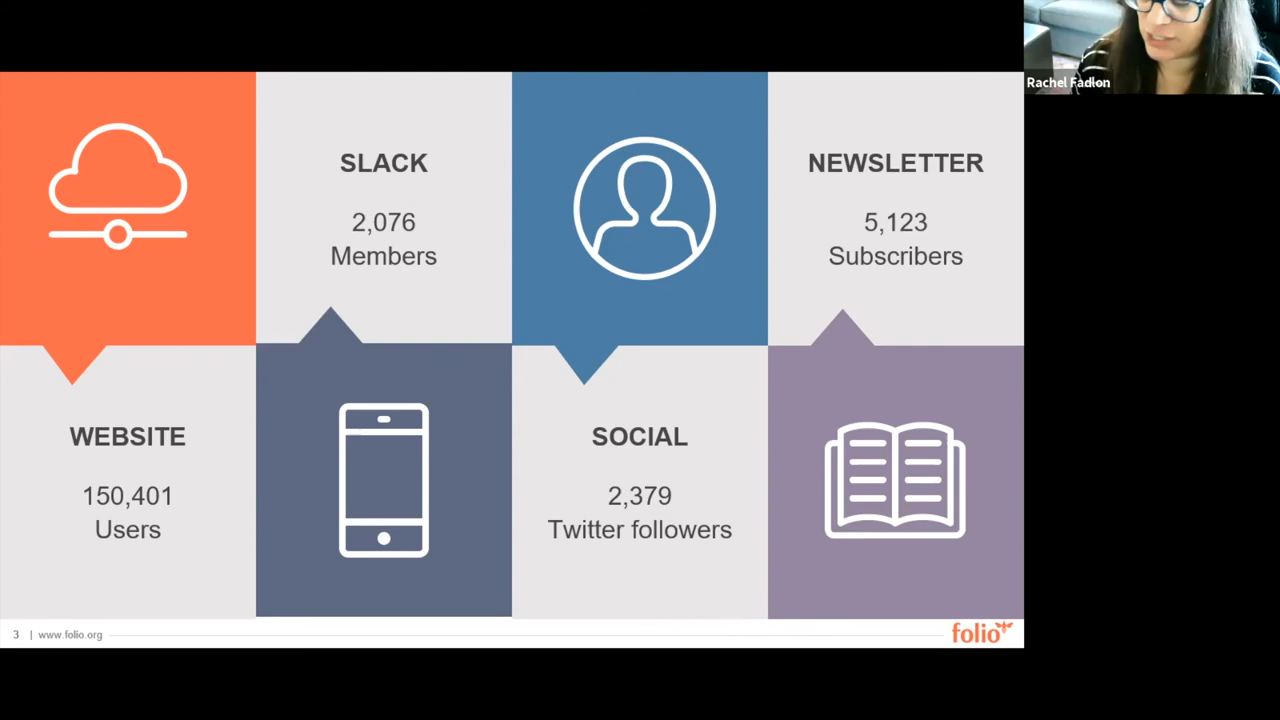 Rachel Fadlon
SLACK
2,076
Members
NEWSLETTER
5,123
Subscribers
WEBSITE
150,401
Users
SOCIAL
2,379
Twitter followers
3 | www.folio.org
folio